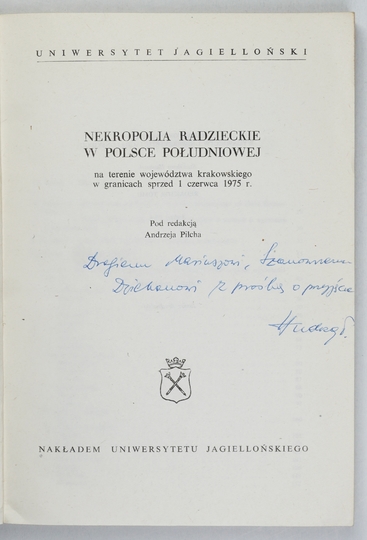 UNIWERSYTET JAGIELLOŃSKI
NEKROPOLIA RADZIECKIE
W POLSCE POŁUDNIOWEJ
na terenie województwa krakowskiego
w granicach sprzed 1 czerwca 1975 r.
Pod redakcją
Andrzeja Pilcha
Drogiemu Mariuszowi, Szanownemu
Dziekanowi z prośbą o przyjęcie
NAKŁADEM UNIWERSYTETU JAGIELLOŃSKIEGO